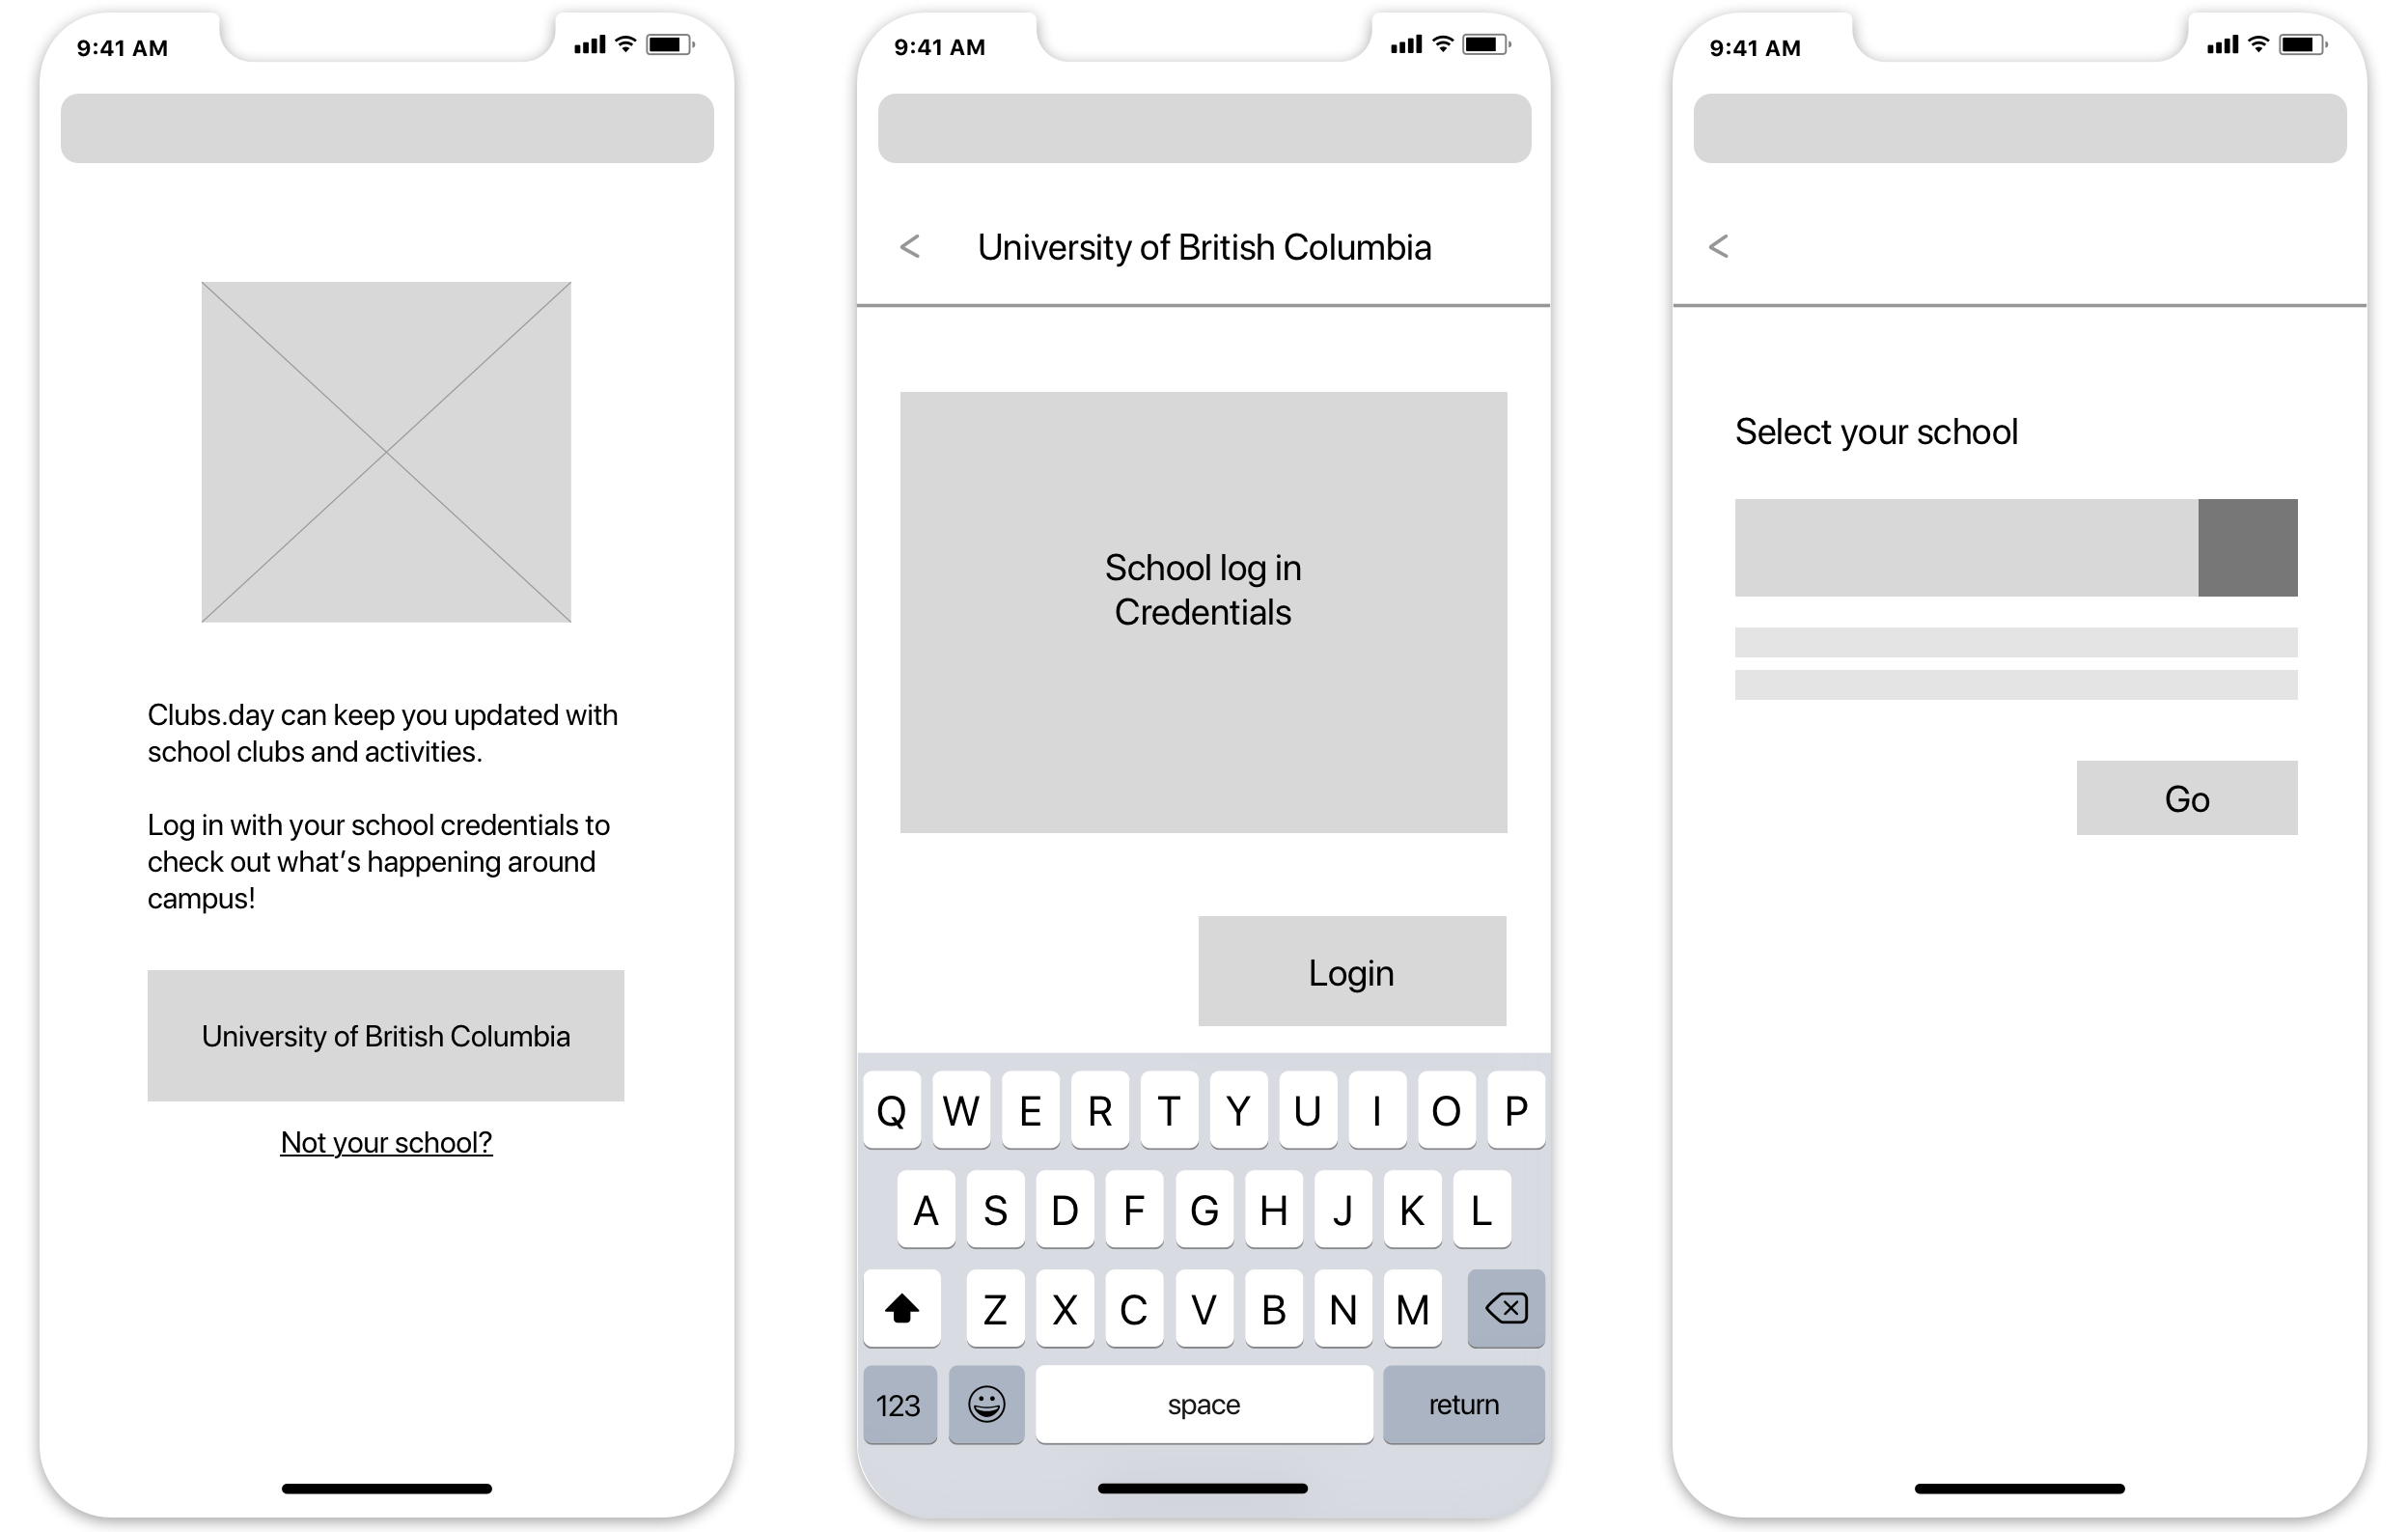 9:41 AM
Clubs.day can keep you updated with
school clubs and activities.
Log in with your school credentials to
check out what’s happening around
campus!
University of British Columbia
Not your school?
9:41 AM
<
University of British Columbia
School log in
Credentials
Login
Q W E R T Y U I O P
A S D F G H J K L
Z X C V B N M
123 space return
9:41 AM
<
Select your school
Go